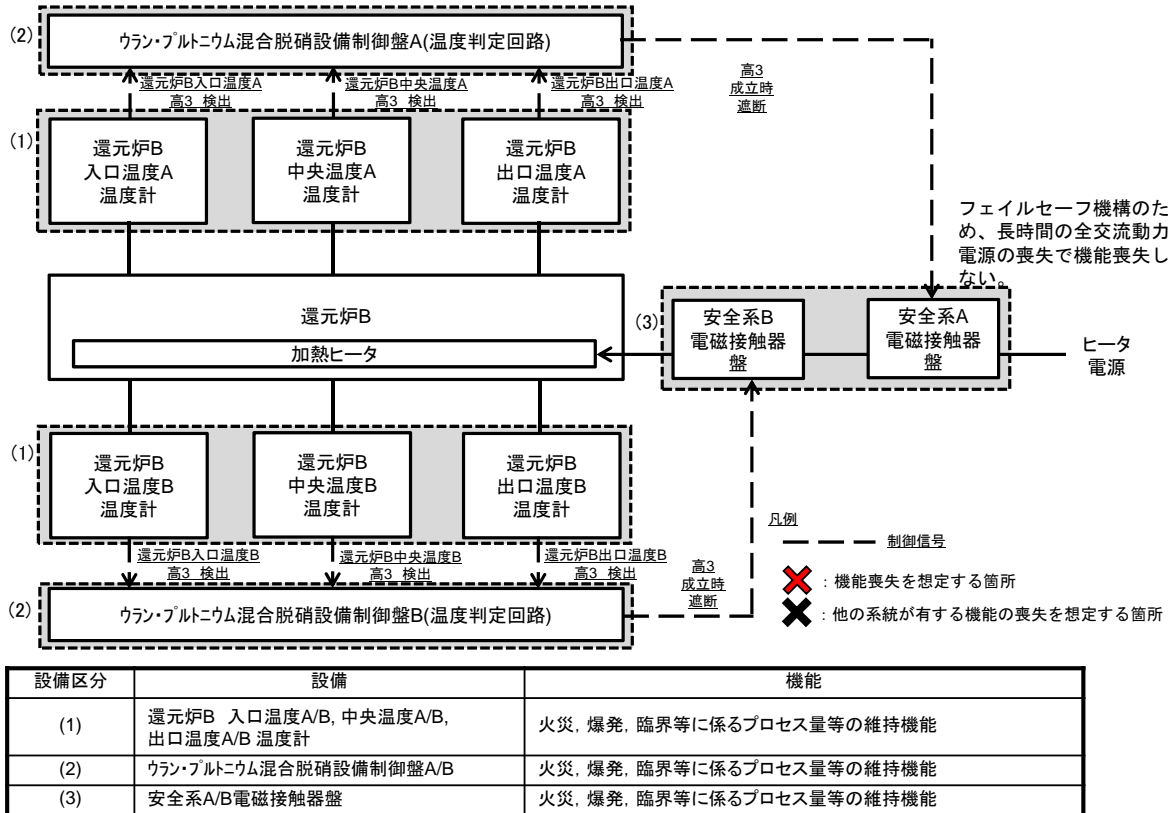 (2)
ウラン・プルトニウム混合脱硝設備制御盤A(温度判定回路)
還元炉B入口温度A
高3 検出
還元炉B中央温度A
高3 検出
還元炉B出口温度A
高3 検出
高3
成立時
遮断
(1)
還元炉B
入口温度A
温度計
還元炉B
中央温度A
温度計
還元炉B
出口温度A
温度計
フェイルセーフ機構のた
め、長時間の全交流動力
電源の喪失で機能喪失し
ない。
還元炉B
加熱ヒータ
(3)
安全系B
電磁接触器
盤
安全系A
電磁接触器
盤
ヒータ
電源
(1)
還元炉B
入口温度B
温度計
還元炉B
中央温度B
温度計
還元炉B
出口温度B
温度計
還元炉B入口温度B
高3 検出
還元炉B中央温度B
高3 検出
還元炉B出口温度B
高3 検出
高3
成立時
遮断
(2)
ウラン・プルトニウム混合脱硝設備制御盤B(温度判定回路)
凡例
制御信号
：機能喪失を想定する箇所
：他の系統が有する機能の喪失を想定する箇所
設備区分 設備 機能
(1) 還元炉B 入口温度A/B, 中央温度A/B,
出口温度A/B 温度計 火災, 爆発, 臨界等に係るプロセス量等の維持機能
(2) ウラン・プルトニウム混合脱硝設備制御盤A/B 火災, 爆発, 臨界等に係るプロセス量等の維持機能
(3) 安全系A/B電磁接触器盤 火災, 爆発, 臨界等に係るプロセス量等の維持機能